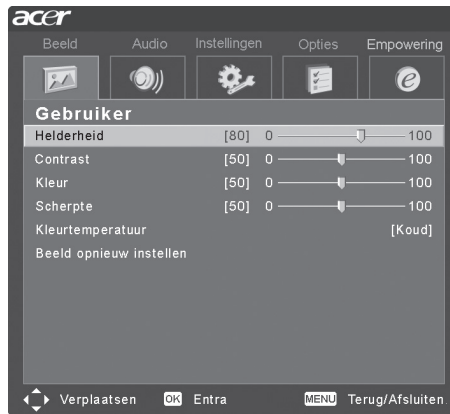 acer
Beeld Audio Instellingen Opties Empowering
e
Gebruiker
Helderheid [80] 0 100
Contrast [50] 0 100
Kleur [50] 0 100
Scherpte [50] 0 100
Kleurtemperatuur [Koud]
Beeld opnieuw instellen
Verplaatsen OK Entra MENU Terug/Afsluiten